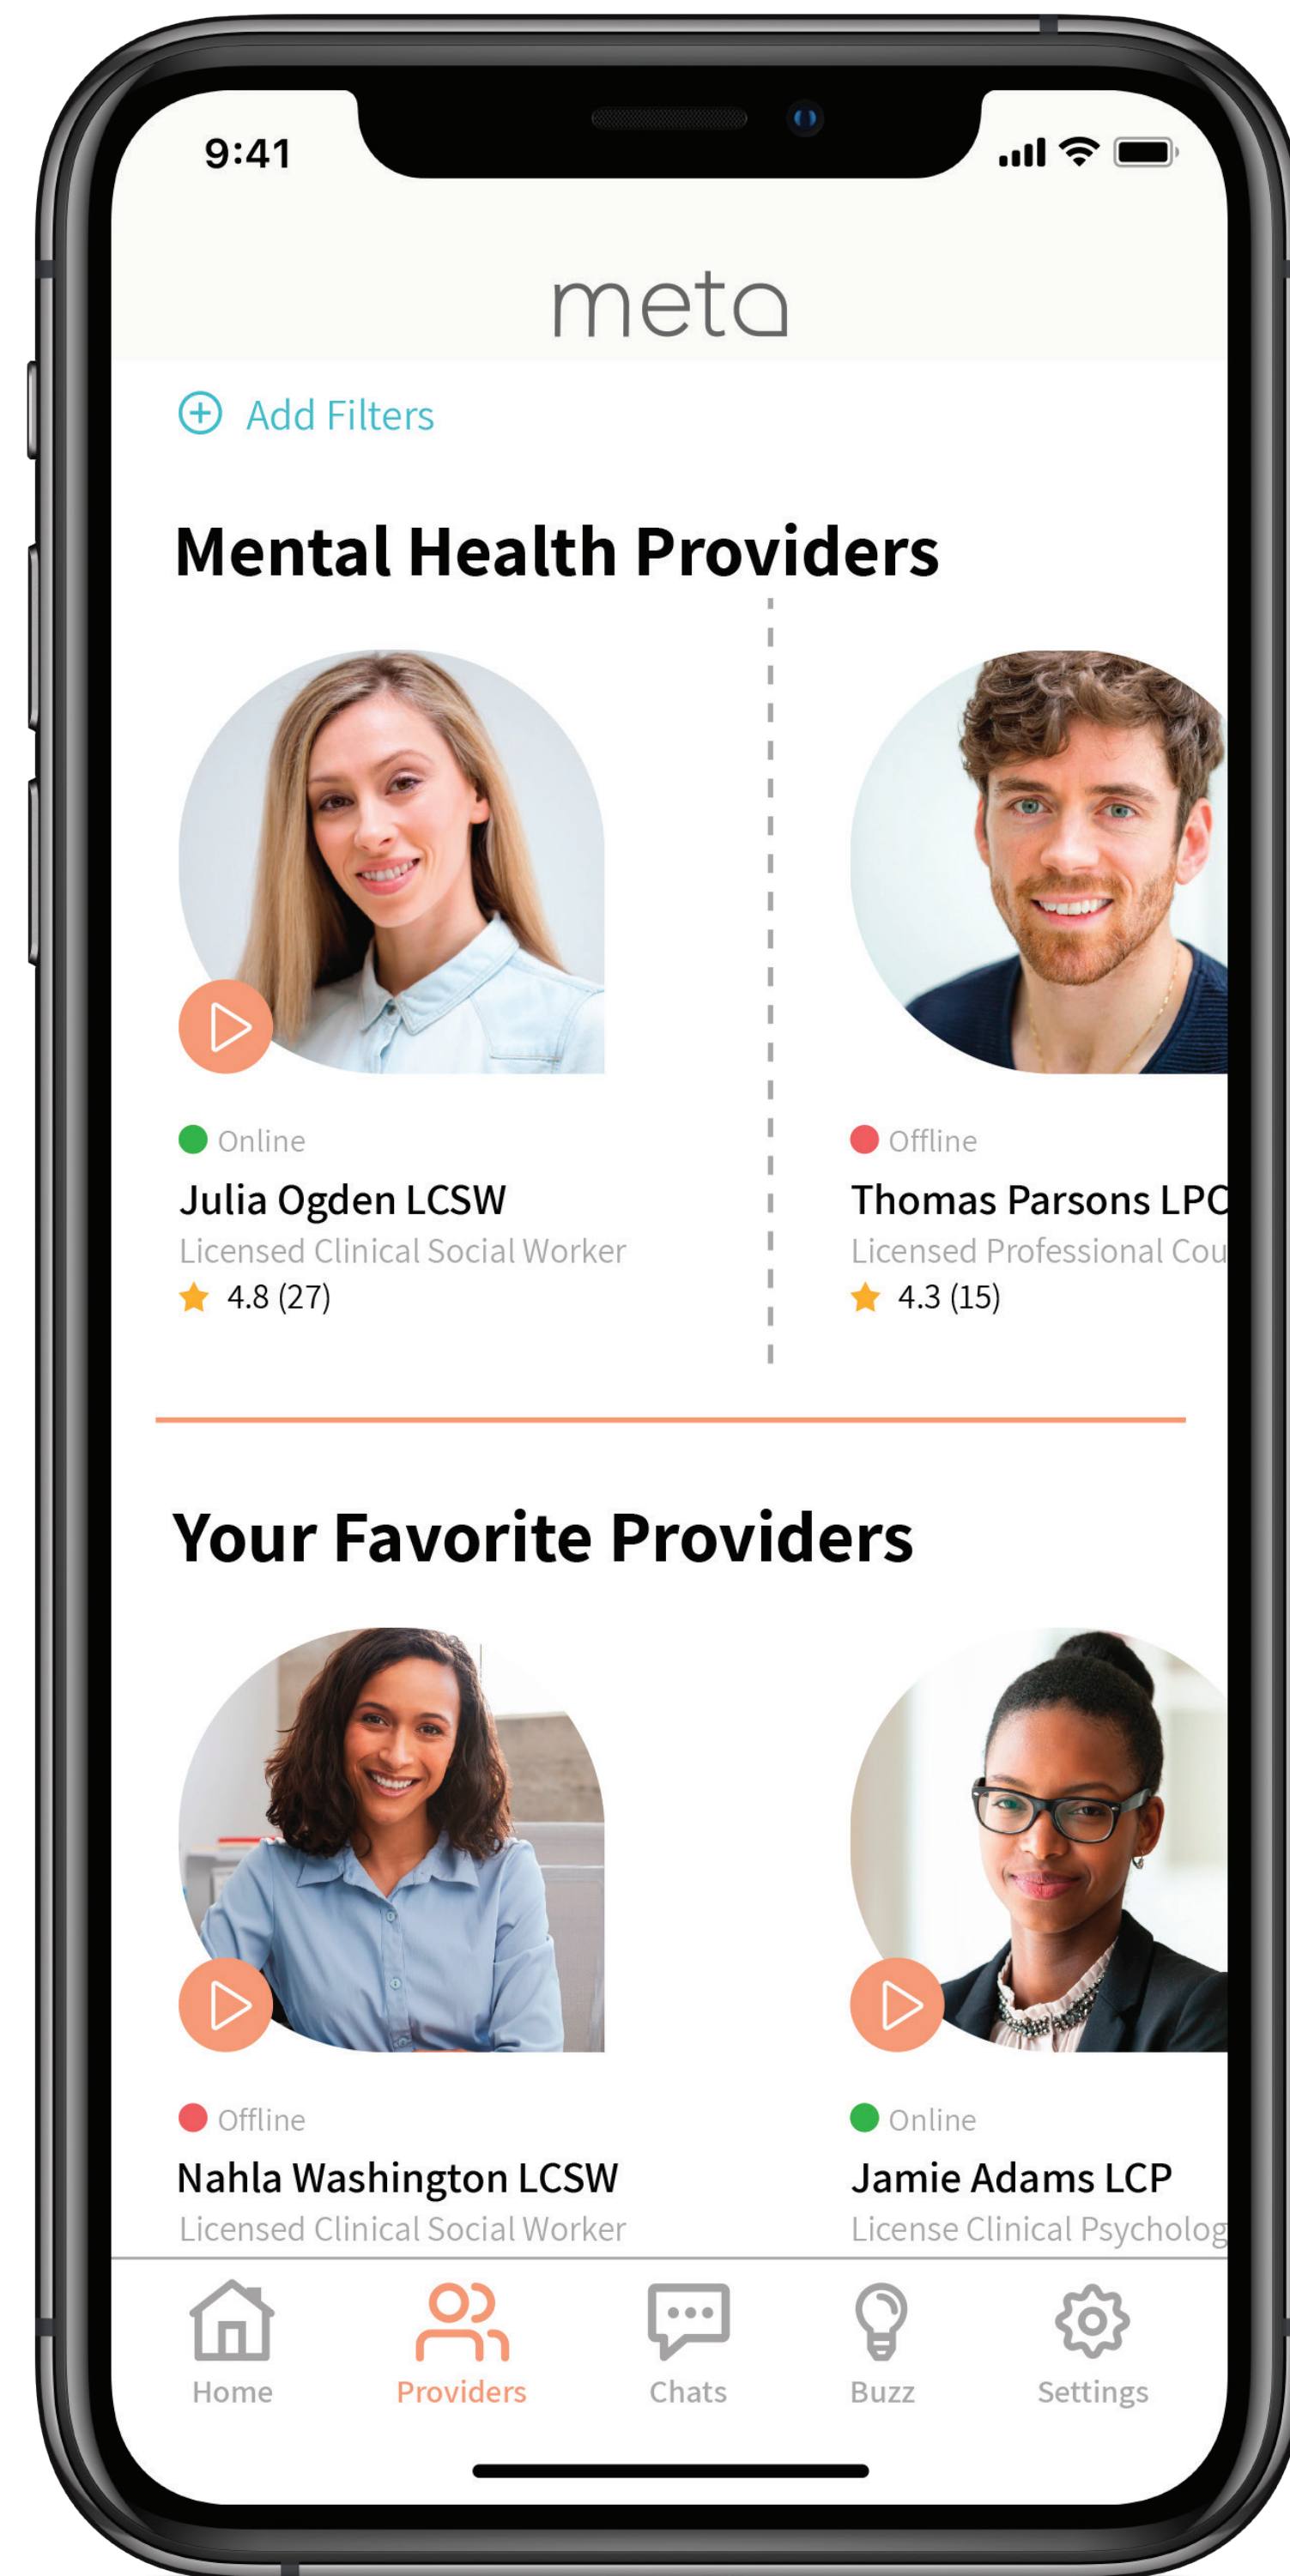 9:41
meta
Add Filters
Mental Health Providers
Online
Julia Ogden LCSW
Licensed Clinical Social Worker
4.8 (27)
Offline
Thomas Parsons LPC
Licensed Professional Cou
4.3 (15)
Your Favorite Providers
Offline
Nahla Washington LCSW
Licensed Clinical Social Worker
Online
Jamie Adams LCP
License Clinical Psycholog
Home
Providers
Chats
Buzz
Settings